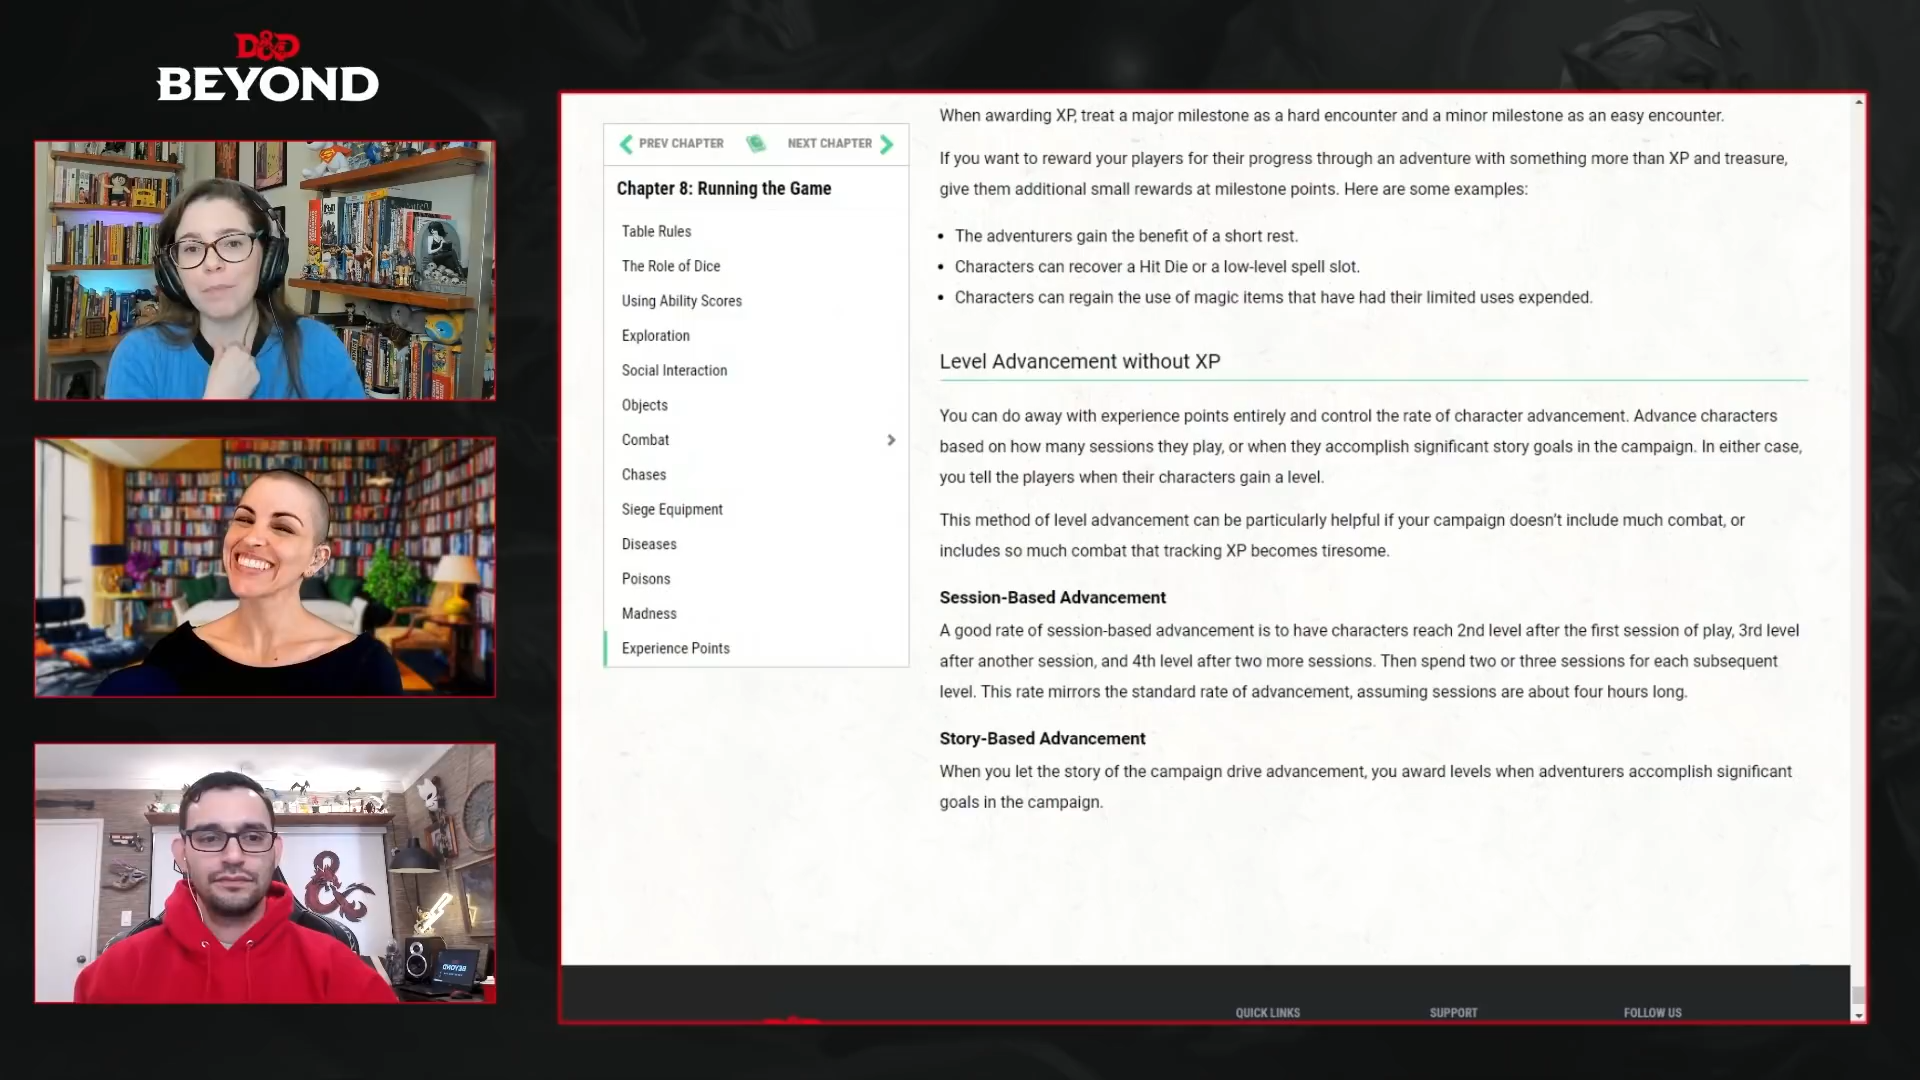 D&D
BEYOND
PREV CHAPTER
NEXT CHAPTER
Chapter 8: Running the Game
Table Rules
The Role of Dice
Using Ability Scores
Exploration
Social Interaction
Objects
Combat
Chases
Siege Equipment
Diseases
Poisons
Madness
Experience Points
When awarding XP, treat a major milestone as a hard encounter and a minor milestone as an easy encounter.
If you want to reward your players for their progress through an adventure with something more than XP and treasure,
give them additional small rewards at milestone points. Here are some examples:
• The adventurers gain the benefit of a short rest.
• Characters can recover a Hit Die or a low-level spell slot.
• Characters can regain the use of magic items that have had their limited uses expended.
Level Advancement without XP
You can do away with experience points entirely and control the rate of character advancement. Advance characters
based on how many sessions they play, or when they accomplish significant story goals in the campaign. In either case,
you tell the players when their characters gain a level.
This method of level advancement can be particularly helpful if your campaign doesn’t include much combat, or
includes so much combat that tracking XP becomes tiresome.
Session-Based Advancement
A good rate of session-based advancement is to have characters reach 2nd level after the first session of play, 3rd level
after another session, and 4th level after two more sessions. Then spend two or three sessions for each subsequent
level. This rate mirrors the standard rate of advancement, assuming sessions are about four hours long.
Story-Based Advancement
When you let the story of the campaign drive advancement, you award levels when adventurers accomplish significant
goals in the campaign.
QUICK LINKS
SUPPORT
FOLLOW US
BEYOND